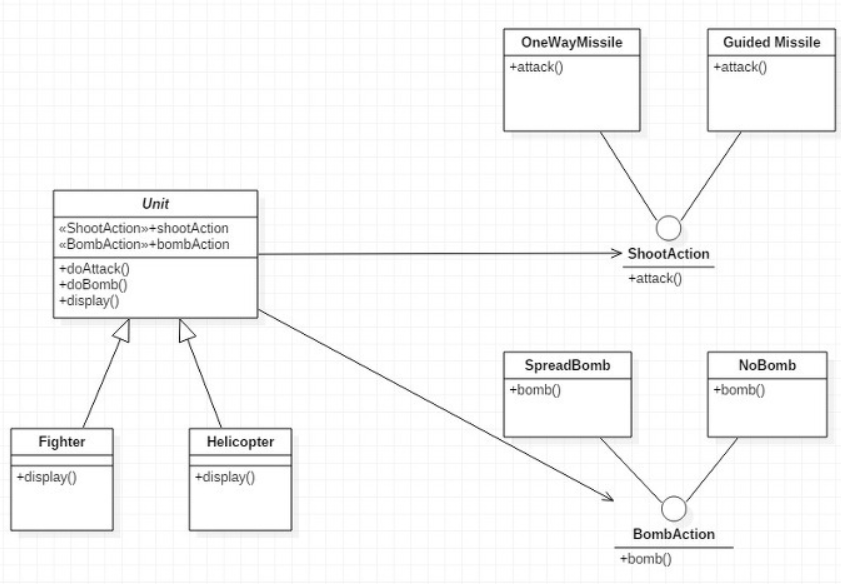 OneWayMissile
+attack()
Guided Missile
+attack()
Unit
«ShootAction»+shootAction
«BombAction»+bombAction
+doAttack()
+doBomb()
+display()
ShootAction
+attack()
SpreadBomb
+bomb()
NoBomb
+bomb()
Fighter
+display()
Helicopter
+display()
BombAction
+bomb()